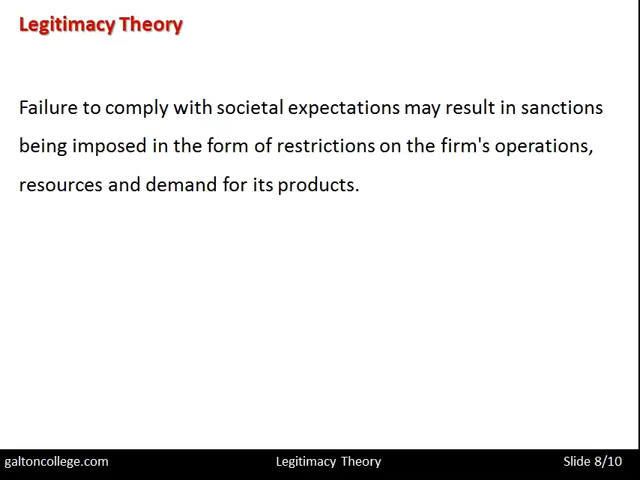 Legitimacy Theory
Failure to comply with societal expectations may result in sanctions
being imposed in the form of restrictions on the firm's operations,
resources and demand for its products.
galtoncollege.com
Legitimacy Theory
Slide 8/10